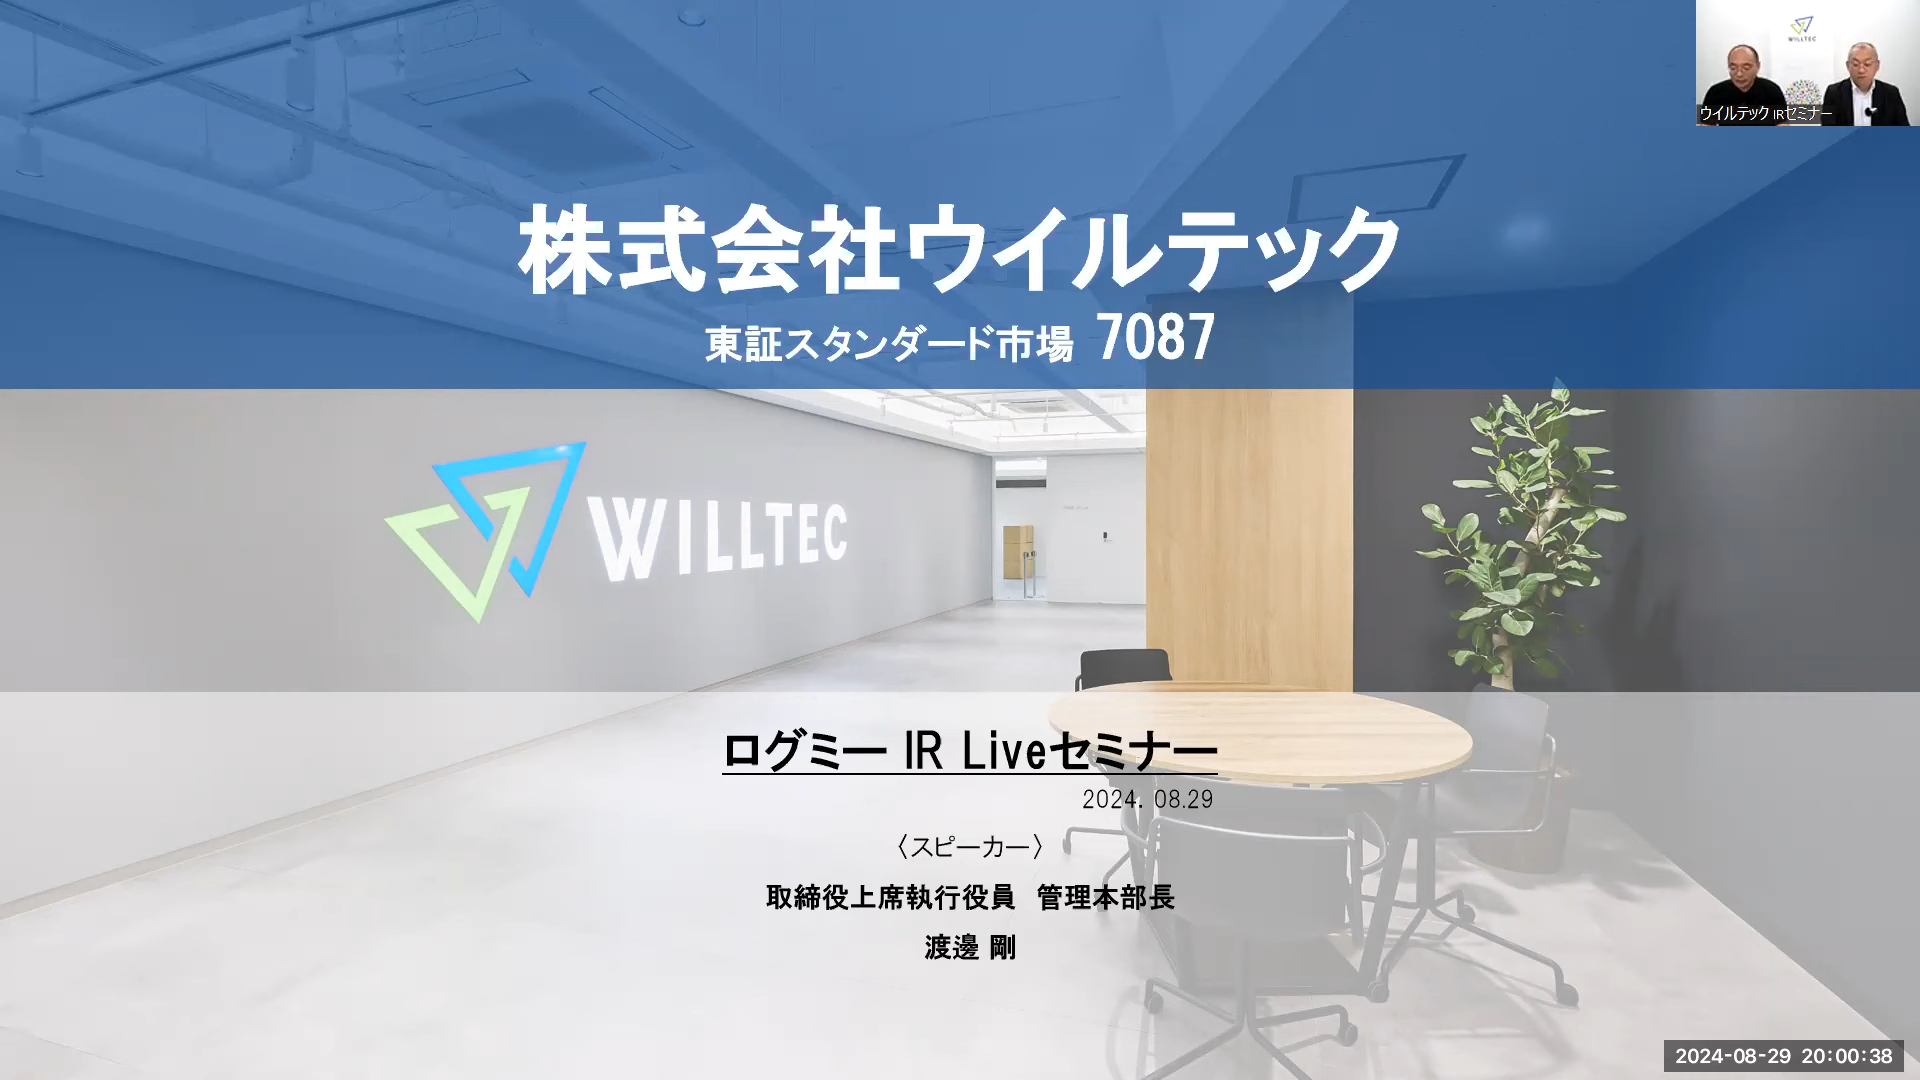 WILLTEC
ウイルテック IRセミナー
株式会社ウイルテック
東証スタンダード市場 7087
WILLTEC
ログミー IR Liveセミナー
2024. 08.29
〈スピーカー〉
取締役上席執行役員 管理本部長
渡邊 剛
2024-08-29 20:00:38